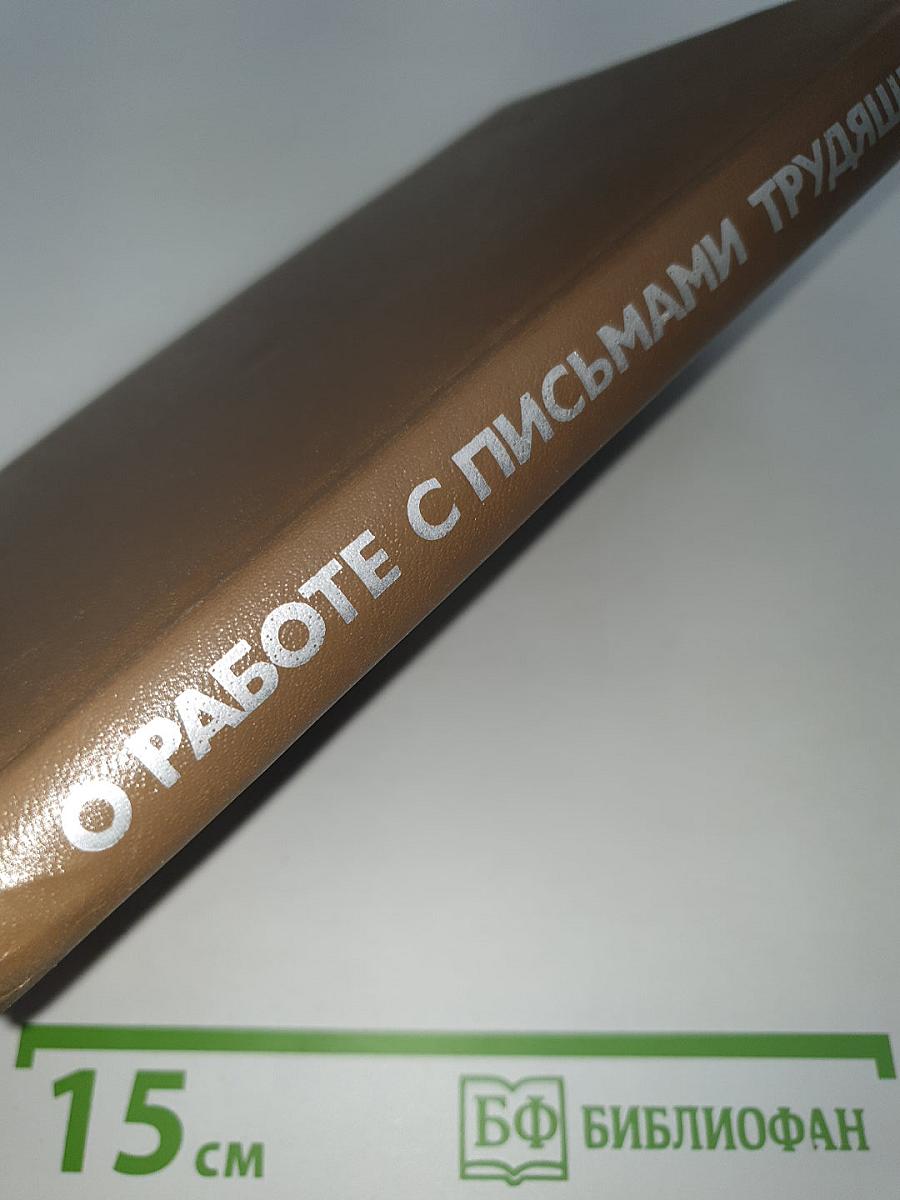 О РАБОТЕ С ПИСЬМАМИ ТРУДЯЩ
15 см
БФ БИБЛИОФАН